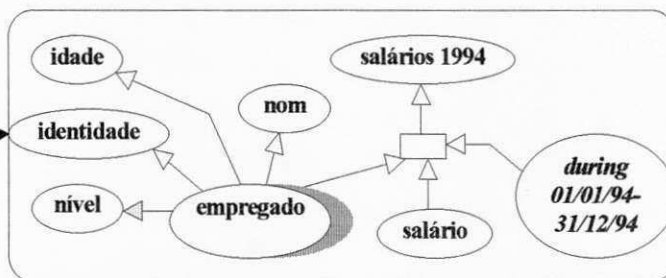 idade
salários 1994
nom
identidade
during
01/01/94-
31/12/94
nível
empregado
salário